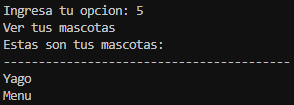 Ingresa tu opcion: 5
Ver tus mascotas
Estas son tus mascotas:
-----------------------------------------
Yago
Menu